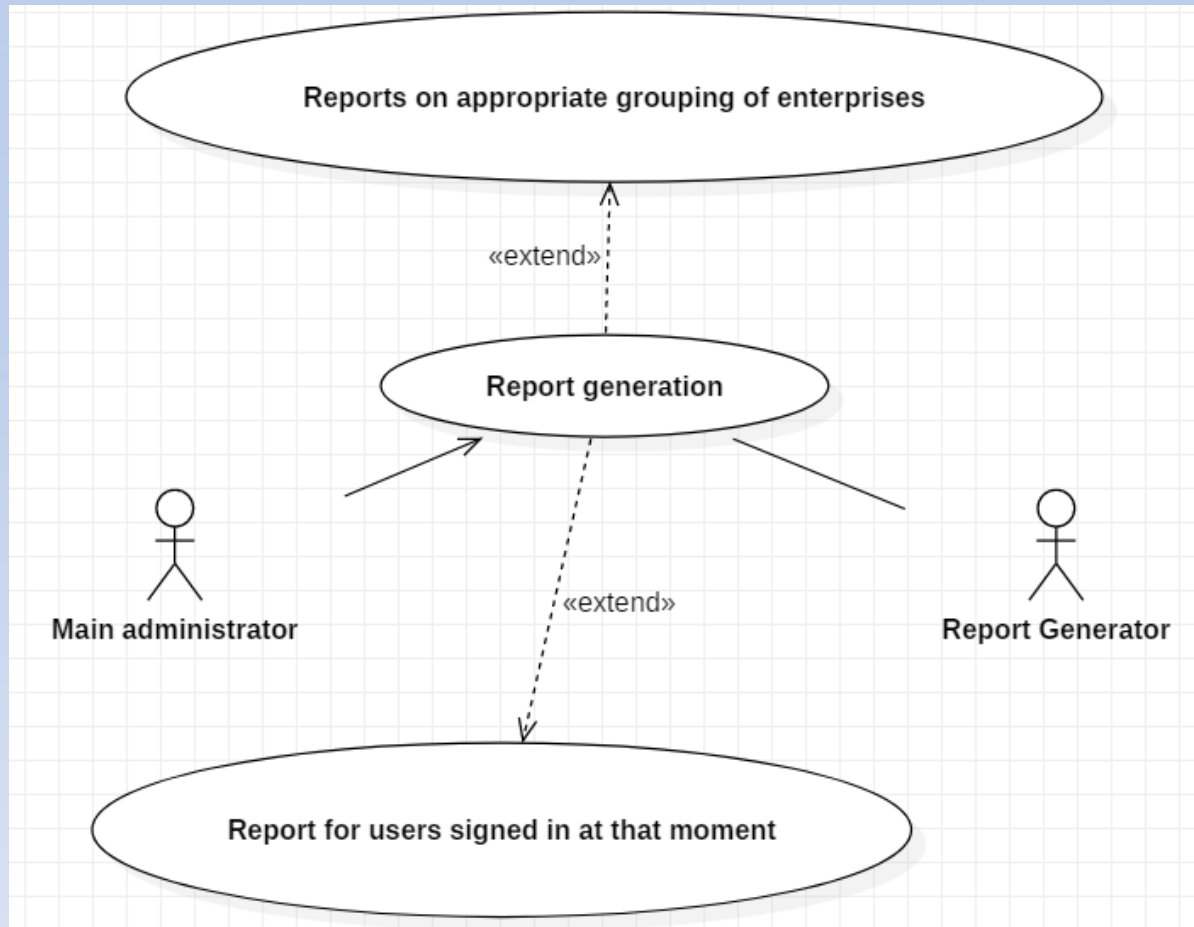 Reports on appropriate grouping of enterprises
«extend»
Report generation
«extend»
Main administrator
Report Generator
Report for users signed in at that moment